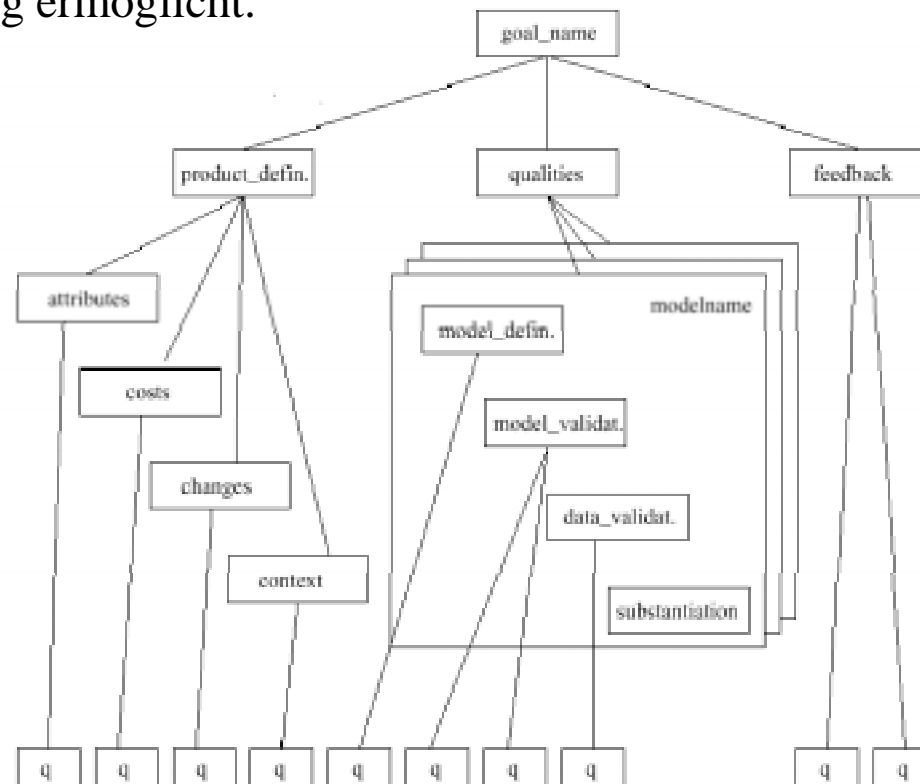 g ermöglicht.
goal_name
product_defin.
qualities
feedback
attributes
modelname
model_defin.
costs
model_validat.
changes
data_validat.
context
substantiation
q q q q q q q q q q